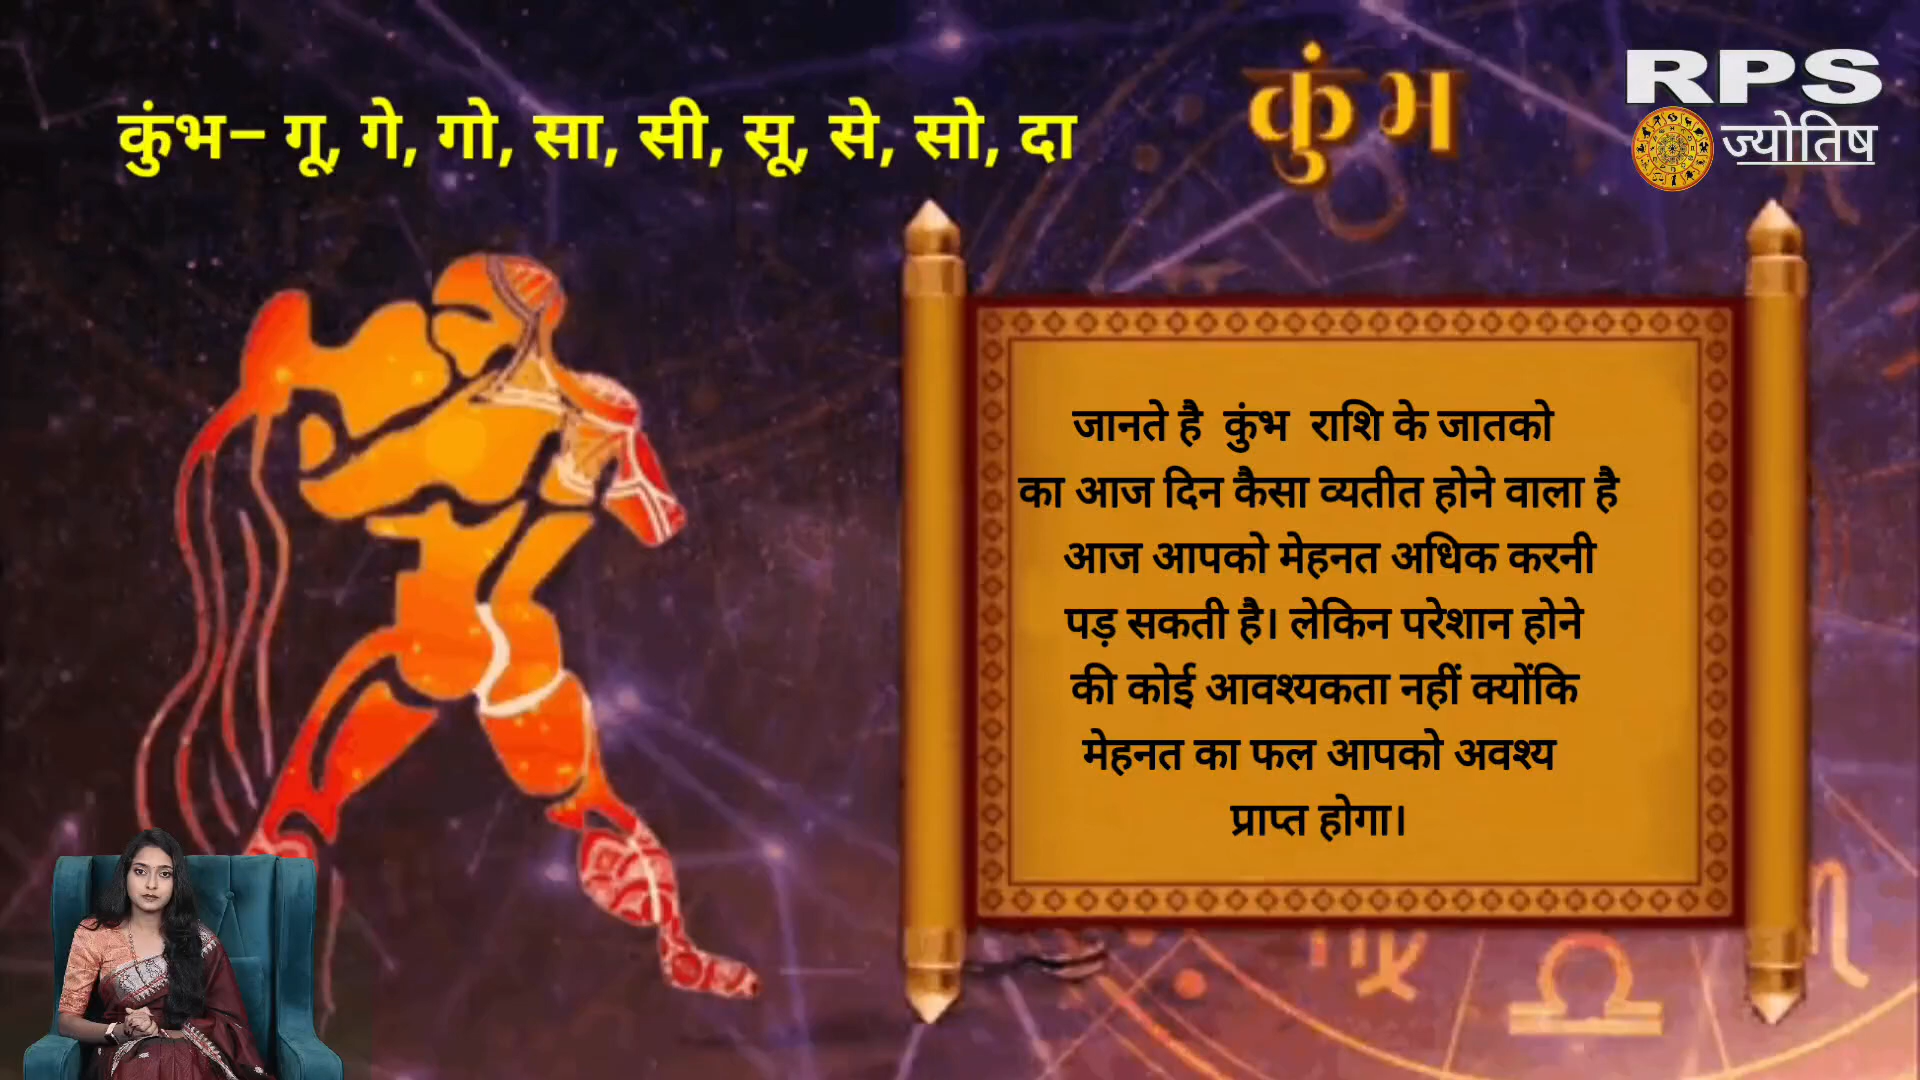 कुंभ– गू, गे, गो, सा, सी, सू, से, सो, दा
कुंभ
RPS
ज्योतिष
जानते है कुंभ राशि के जातको
का आज दिन कैसा व्यतीत होने वाला है
आज आपको मेहनत अधिक करनी
पड़ सकती है। लेकिन परेशान होने
की कोई आवश्यकता नहीं क्योंकि
मेहनत का फल आपको अवश्य
प्राप्त होगा।